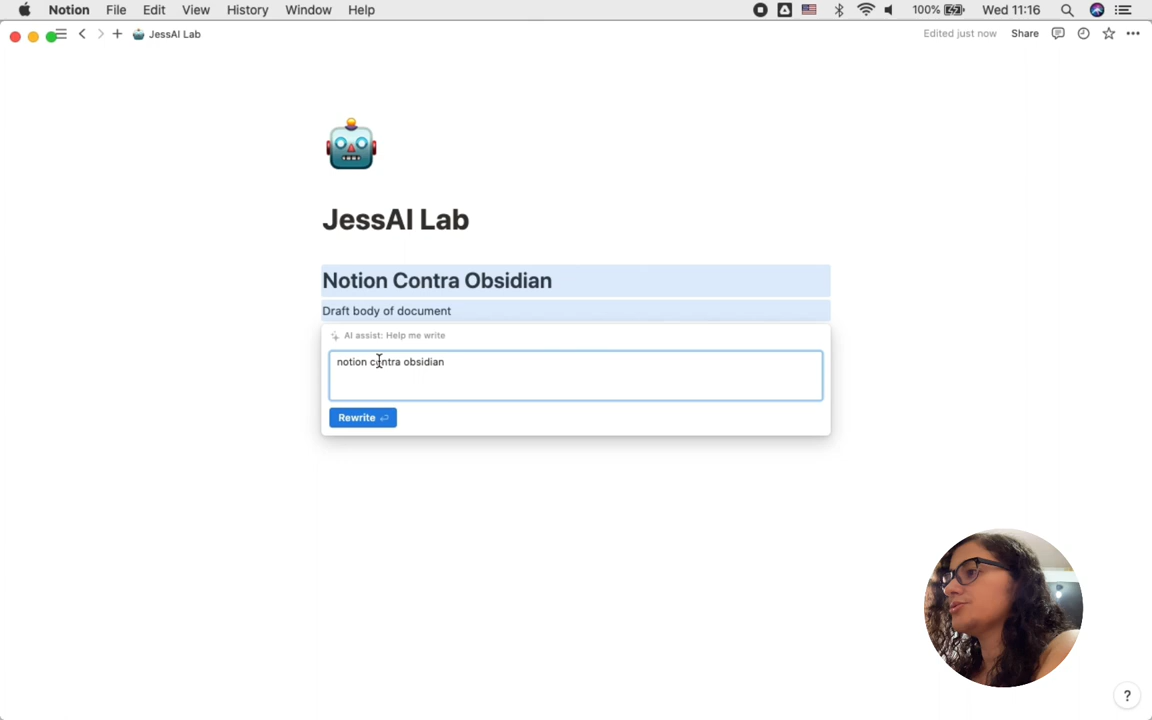 Notion File Edit View History Window Help
100% Wed 11:16
JessAI Lab
Edited just now Share
JessAI Lab
Notion Contra Obsidian
Draft body of document
AI assist: Help me write
notion contra obsidian
Rewrite
?